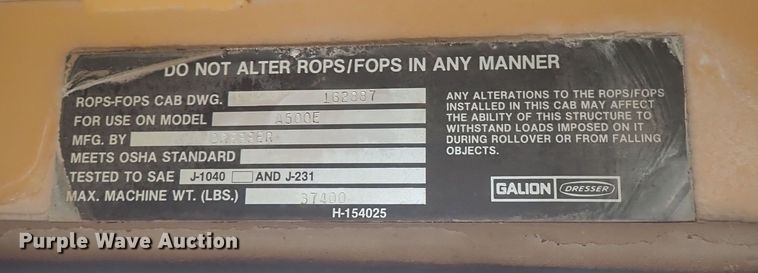 DO NOT ALTER ROPS/FOPS IN ANY MANNER
ROPS-FOPS CAB DWG. 162887
FOR USE ON MODEL A500E
MFG. BY DRESSER
MEETS OSHA STANDARD
TESTED TO SAE J-1040 AND J-231
MAX. MACHINE WT. (LBS.) 37400
H-154025
ANY ALTERATIONS TO THE ROPS/FOPS
INSTALLED IN THIS CAB MAY AFFECT
THE ABILITY OF THIS STRUCTURE TO
WITHSTAND LOADS IMPOSED ON IT
DURING ROLLOVER OR FROM FALLING
OBJECTS.
GALION DRESSER
Purple Wave Auction